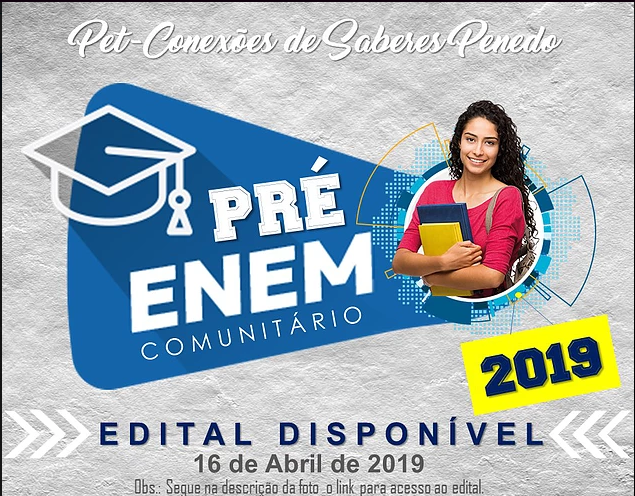 Pet-Conexões de Saberes Penedo
PRÉ
ENEM
COMUNITÁRIO
2019
EDITAL DISPONÍVEL
16 de Abril de 2019
Obs.: Segue na descrição da foto o link para acesso ao edital.